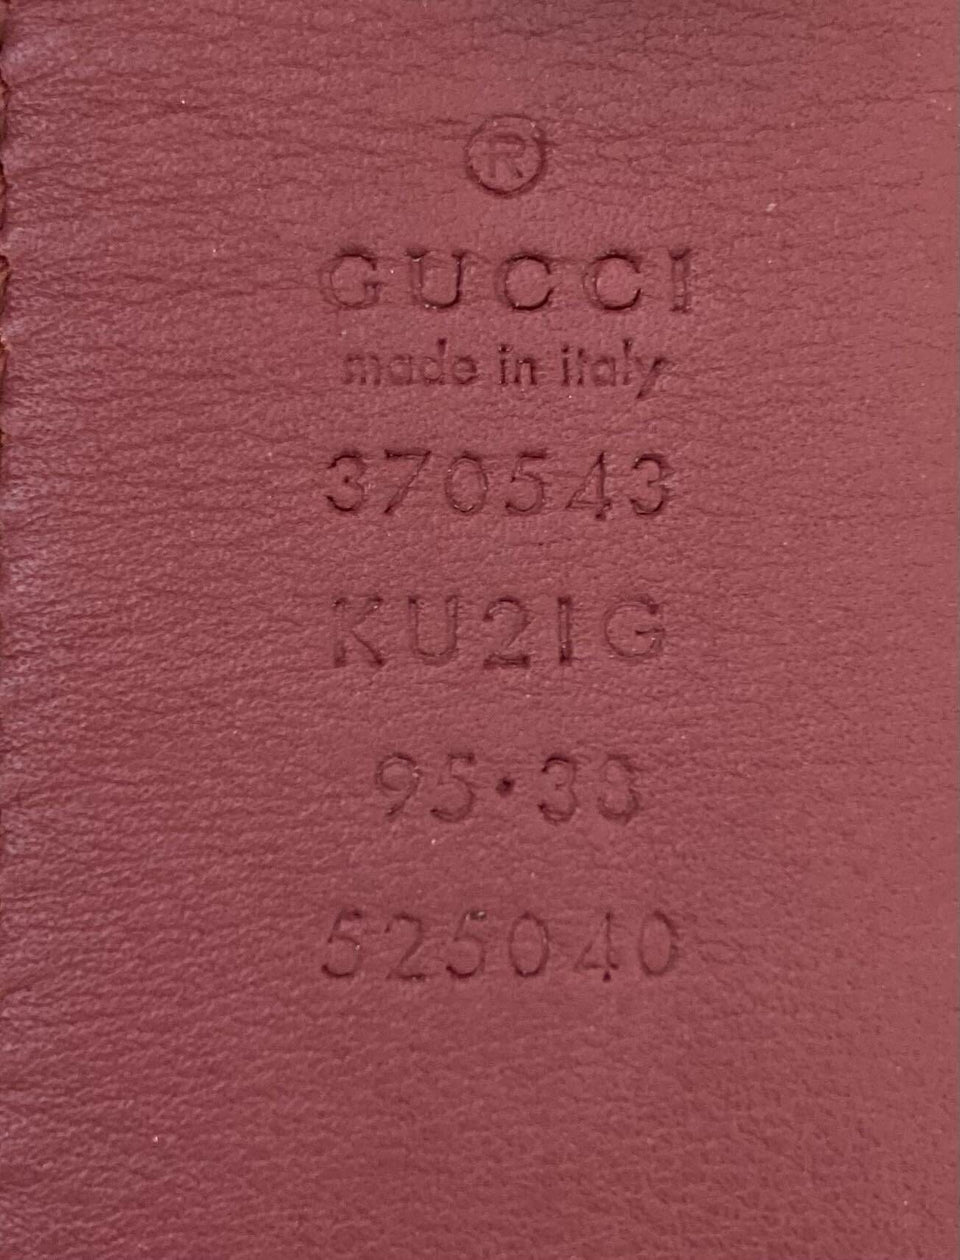 ®
GUCCI
made in italy
370543
KU2IG
95·38
525040